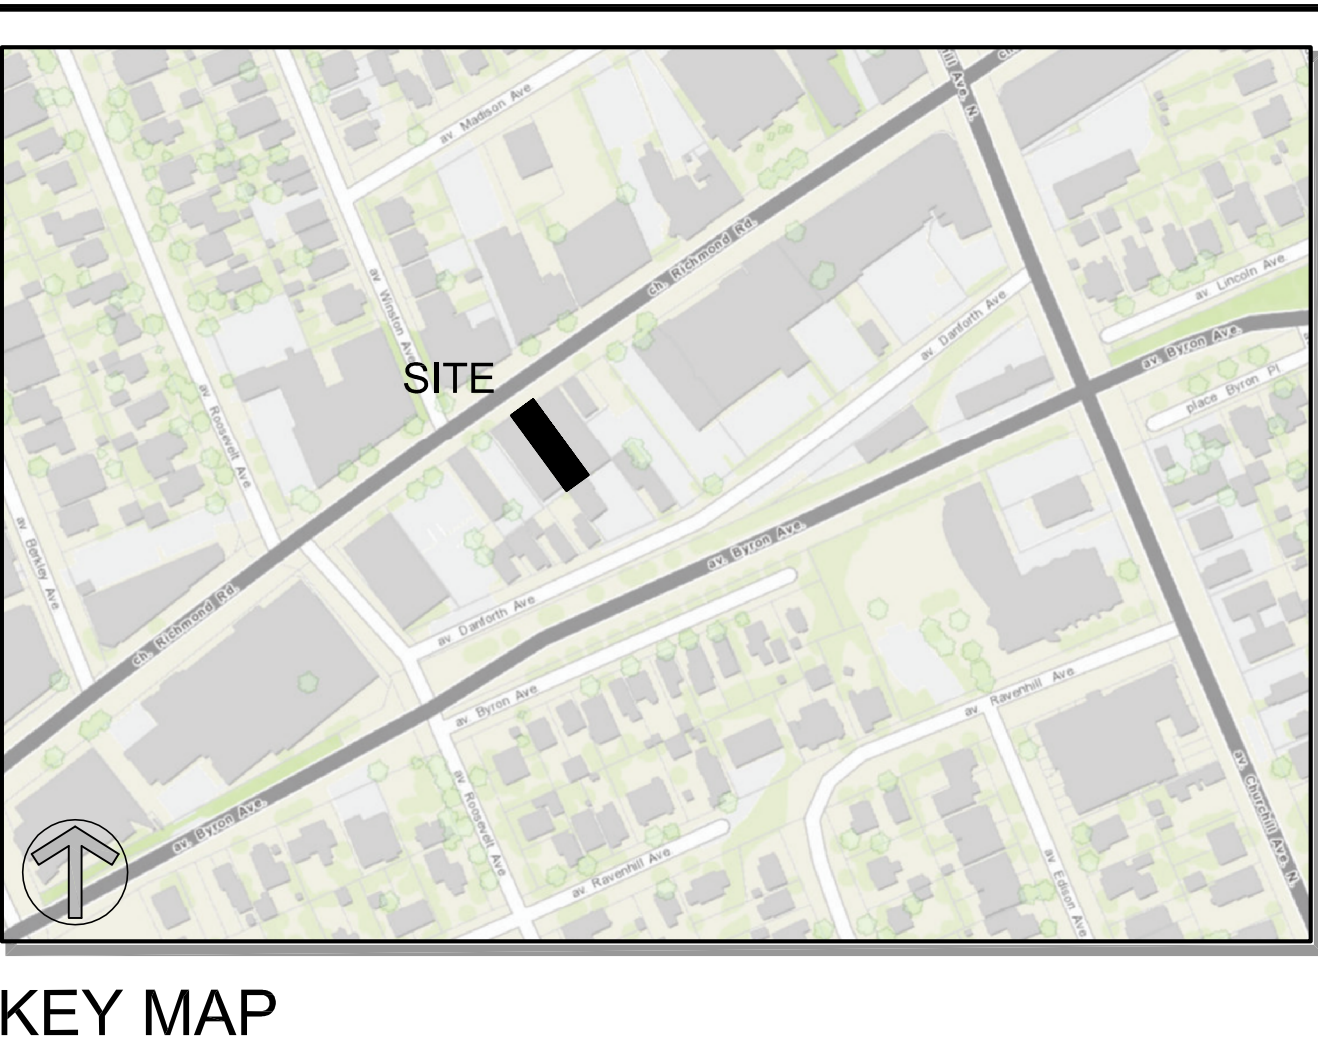 ch.
hill Ave. N.
av. Madison Ave
ch. Richmond Rd.
av. Lincoln Ave.
av. Winston Ave
av. Danforth Ave
av. Byron Ave.
place Byron Pl
SITE
av. Roosevelt Ave
av. Berkley Ave
av. Byron Ave.
ch. Richmond Rd.
av. Danforth Ave
av. Byron Ave
av. Ravenhill Ave
av. Roosevelt Ave
av. Churchill Ave. N.
av. Byron Ave.
av. Ravenhill Ave
av. Edison Ave
KEY MAP